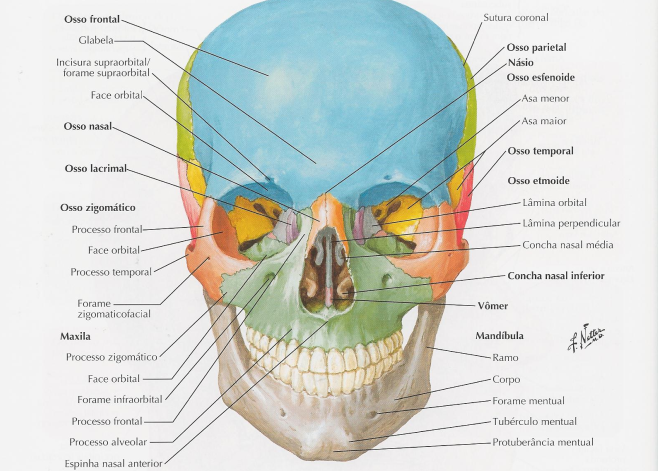 Osso frontal
Glabela
Incisura supraorbital/
forame supraorbital
Face orbital
Osso nasal
Osso lacrimal
Osso zigomático
Processo frontal
Face orbital
Processo temporal
Forame
zigomaticofacial
Maxila
Processo zigomático
Face orbital
Forame infraorbital
Processo frontal
Processo alveolar
Espinha nasal anterior
Sutura coronal
Osso parietal
Násio
Osso esfenoide
Asa menor
Asa maior
Osso temporal
Osso etmoide
Lâmina orbital
Lâmina perpendicular
Concha nasal média
Concha nasal inferior
Vômer
Mandíbula
Ramo
Corpo
Forame mentual
Tubérculo mentual
Protuberância mentual
F. Netter
M.D.